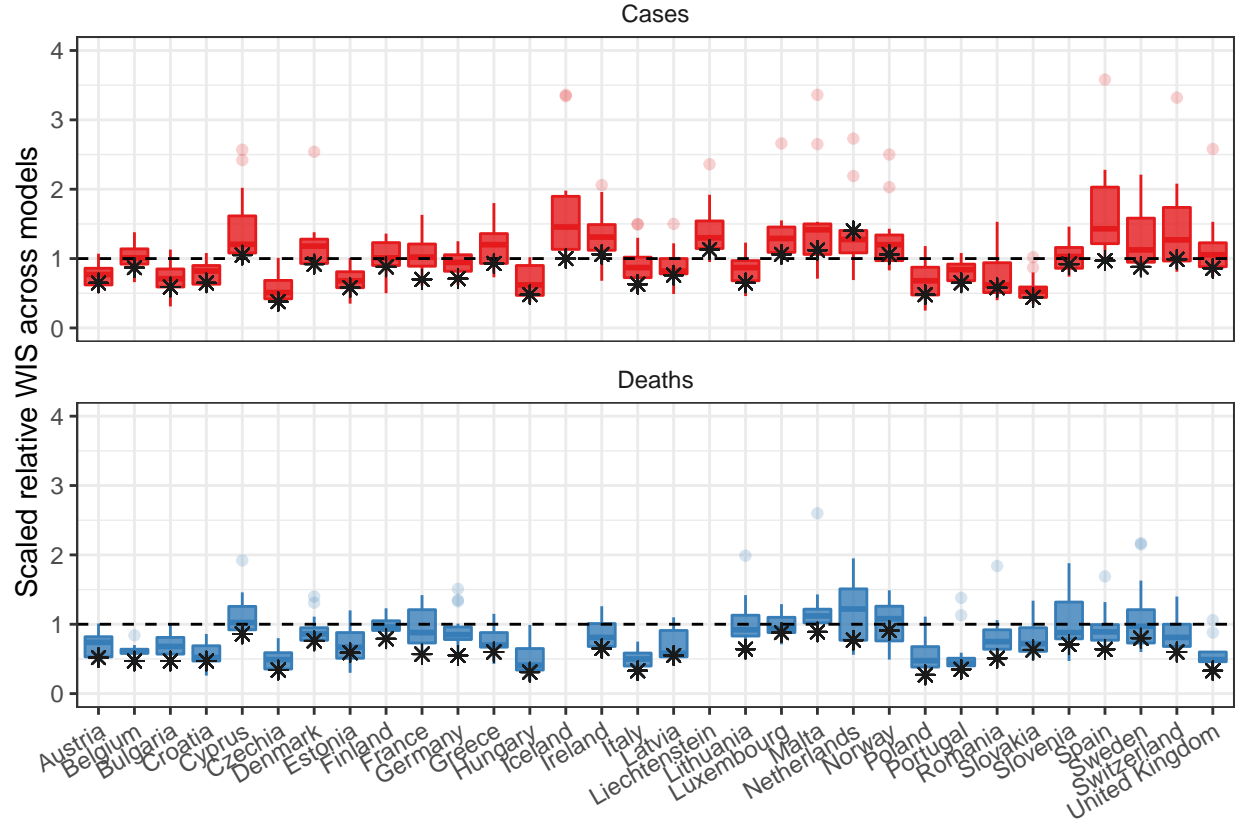 Cases
4
3
2
1
0
Deaths
4
3
2
1
0
Scaled relative WIS across models
Austria
Belgium
Bulgaria
Croatia
Cyprus
Czechia
Denmark
Estonia
Finland
France
Germany
Greece
Hungary
Iceland
Ireland
Italy
Latvia
Liechtenstein
Lithuania
Luxembourg
Malta
Netherlands
Norway
Poland
Portugal
Romania
Slovakia
Slovenia
Spain
Sweden
Switzerland
United Kingdom